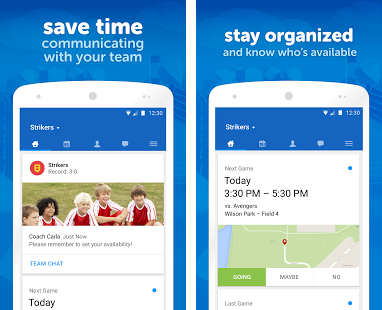 save time
communicating
with your team
12:30
Strikers
Strikers
Record: 3-0
Coach Carla Just Now
Please remember to set your availability!
TEAM CHAT
Next Game
Today
stay organized
and know who's available
12:30
Strikers
Next Game
Today
3:30 PM – 5:30 PM
vs. Avengers
Wilson Park – Field 4
GOING
MAYBE
NO
Last Game